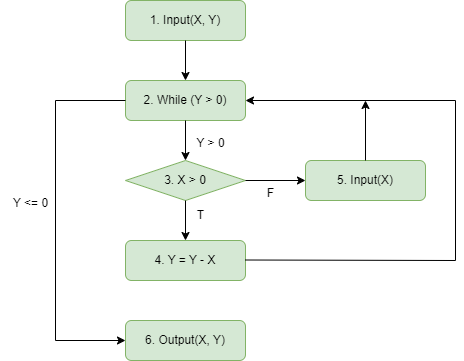 1. Input(X, Y)
2. While (Y > 0)
Y > 0
3. X > 0
F
5. Input(X)
Y <= 0
T
4. Y = Y - X
6. Output(X, Y)